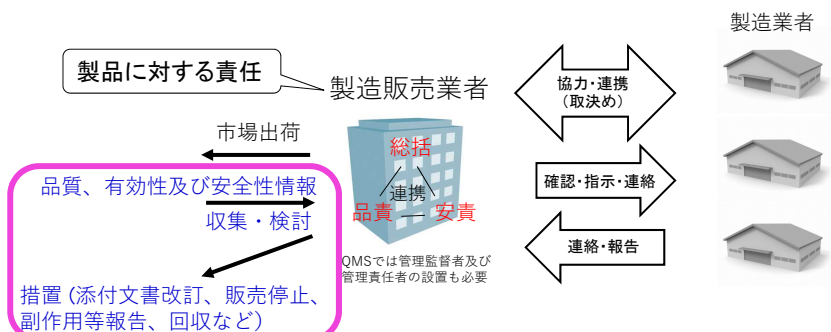 製造業者
製品に対する責任
製造販売業者
協力・連携
(取決め)
市場出荷
総括
連携
品責
安責
品質、有効性及び安全性情報
収集・検討
確認・指示・連絡
連絡・報告
QMSでは管理監督者及び
管理責任者の設置も必要
措置 (添付文書改訂、販売停止、
副作用等報告、回収など)